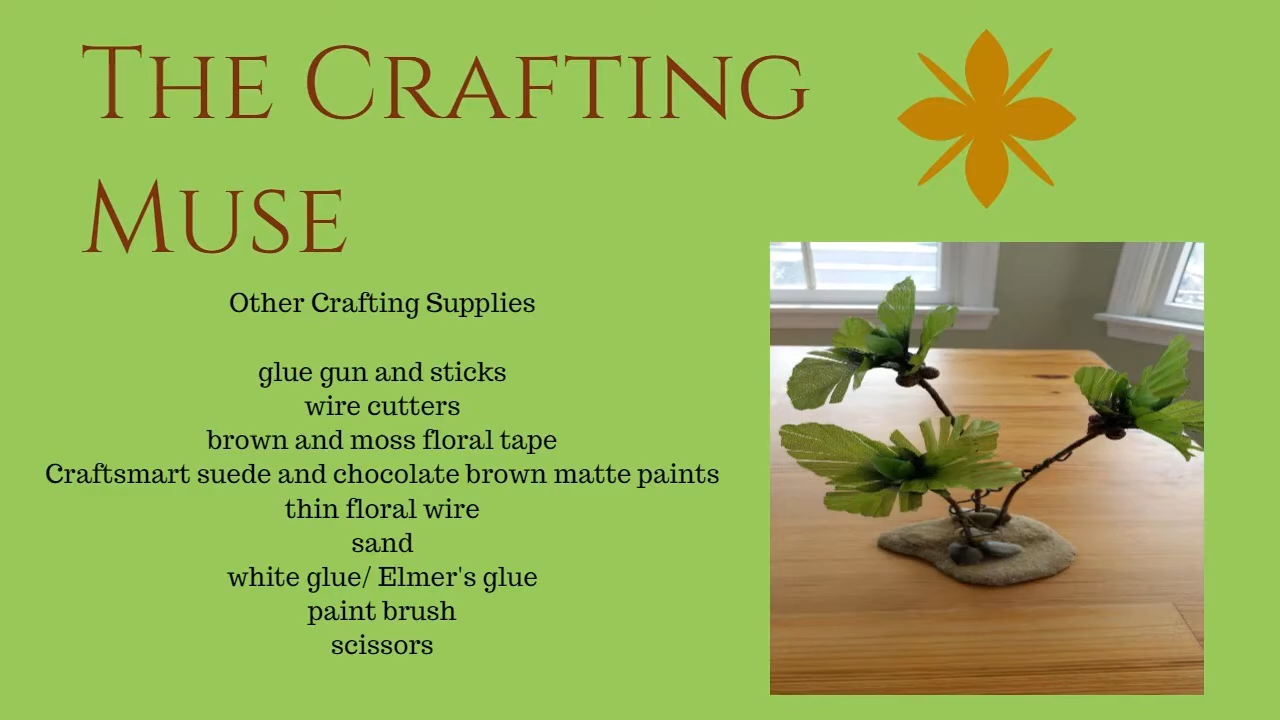 The Crafting
Muse
Other Crafting Supplies
glue gun and sticks
wire cutters
brown and moss floral tape
Craftsmart suede and chocolate brown matte paints
thin floral wire
sand
white glue/ Elmer's glue
paint brush
scissors